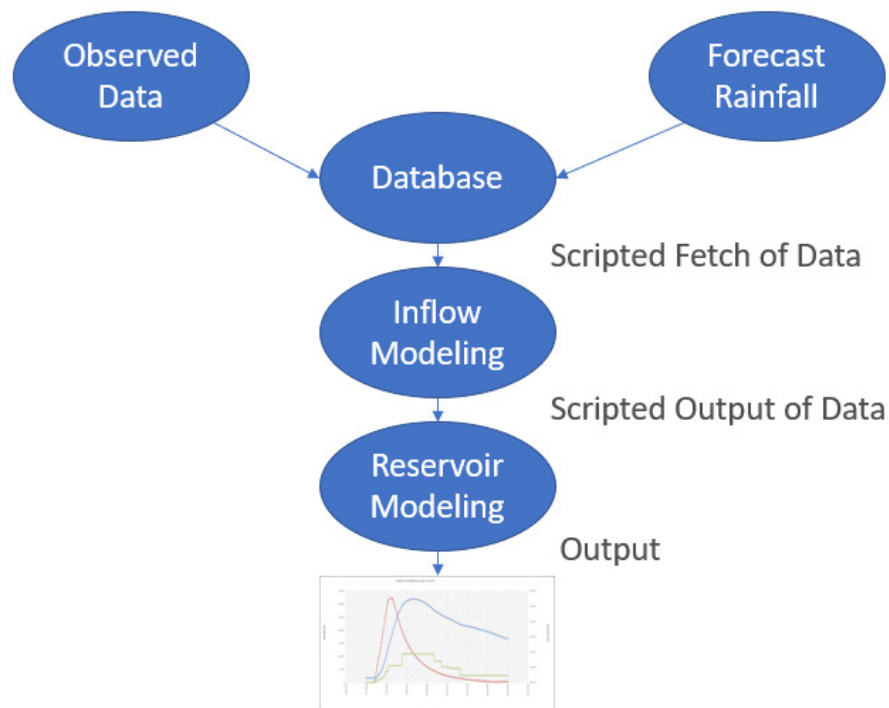 Observed
Data
Forecast
Rainfall
Database
Scripted Fetch of Data
Inflow
Modeling
Scripted Output of Data
Reservoir
Modeling
Output